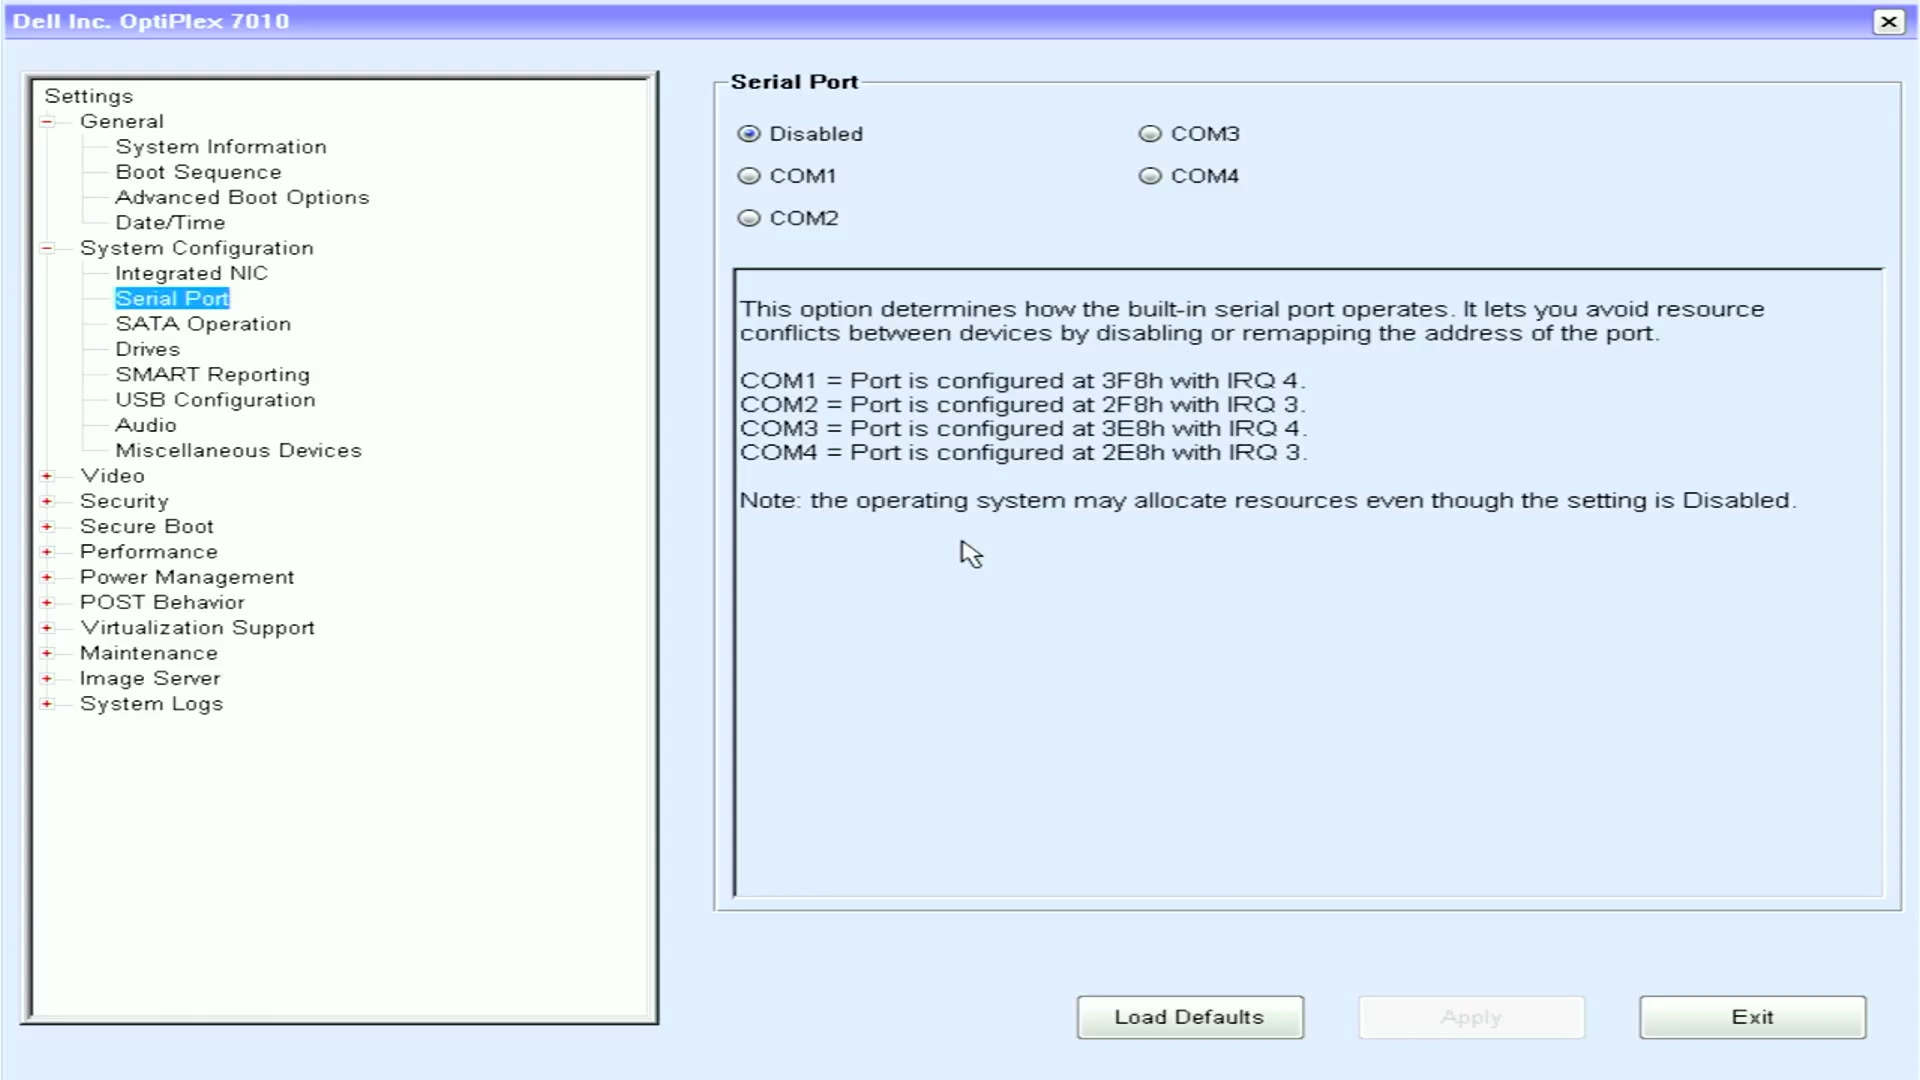 Dell Inc. OptiPlex 7010
Settings
General
System Information
Boot Sequence
Advanced Boot Options
Date/Time
System Configuration
Integrated NIC
Serial Port
SATA Operation
Drives
SMART Reporting
USB Configuration
Audio
Miscellaneous Devices
Video
Security
Secure Boot
Performance
Power Management
POST Behavior
Virtualization Support
Maintenance
Image Server
System Logs
Serial Port
Disabled
COM1
COM2
COM3
COM4
This option determines how the built-in serial port operates. It lets you avoid resource
conflicts between devices by disabling or remapping the address of the port.
COM1 = Port is configured at 3F8h with IRQ 4.
COM2 = Port is configured at 2F8h with IRQ 3.
COM3 = Port is configured at 3E8h with IRQ 4.
COM4 = Port is configured at 2E8h with IRQ 3.
Note: the operating system may allocate resources even though the setting is Disabled.
Load Defaults
Apply
Exit